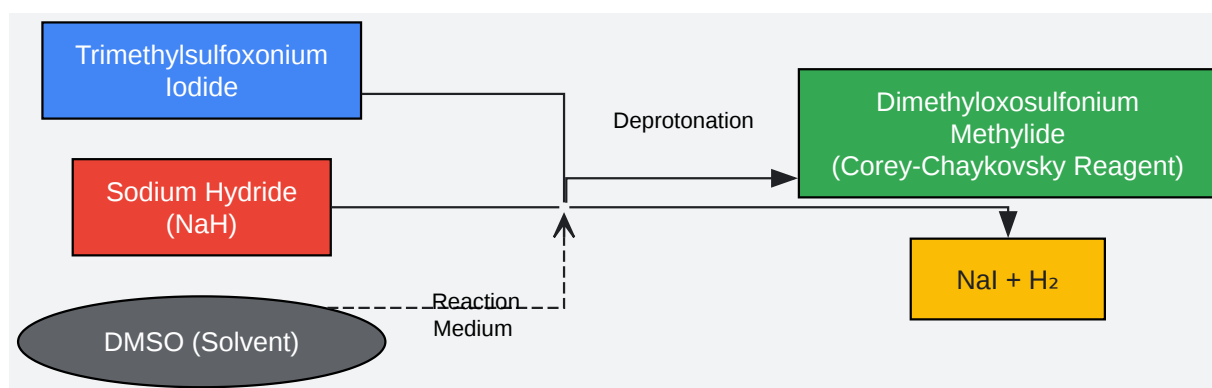 Trimethylsulfoxonium
Iodide
Sodium Hydride
(NaH)
DMSO (Solvent)
Reaction
Medium
Deprotonation
Dimethyloxosulfonium
Methylide
(Corey-Chaykovsky Reagent)
NaI + H₂